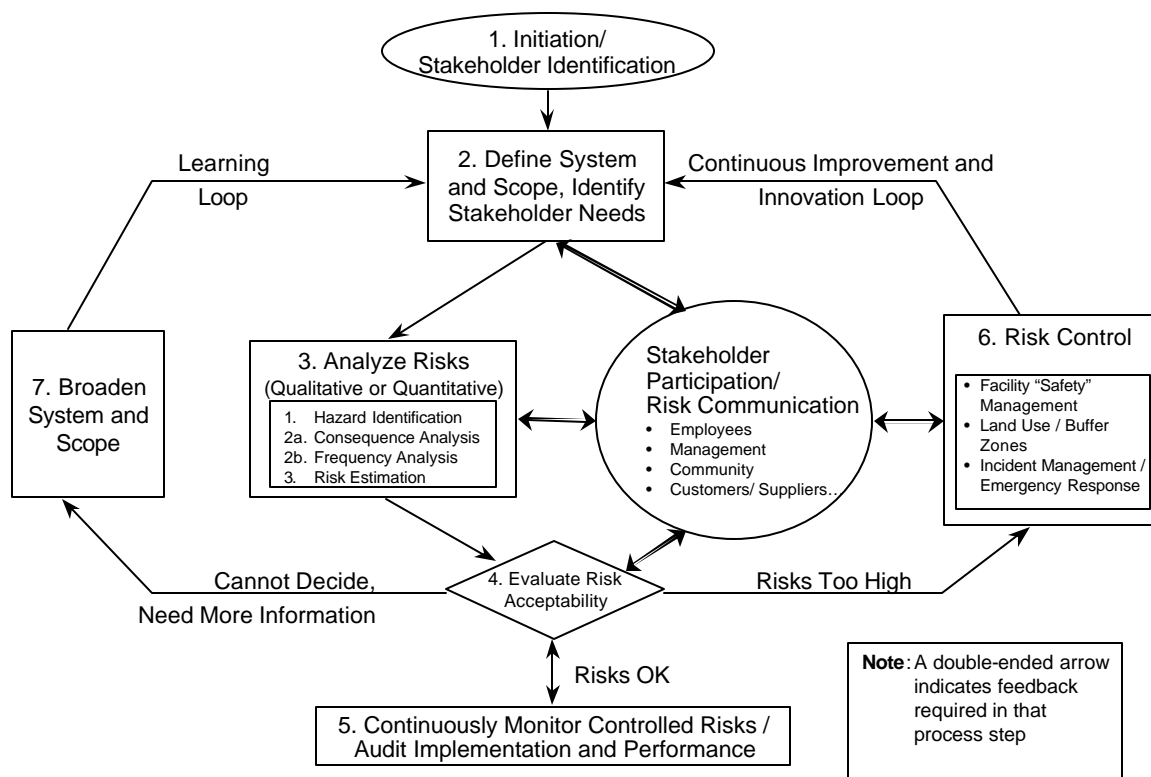 1. Initiation/
Stakeholder Identification
Learning
Loop
2. Define System
and Scope, Identify
Stakeholder Needs
Continuous Improvement and
Innovation Loop
7. Broaden
System and
Scope
3. Analyze Risks
(Qualitative or Quantitative)
1. Hazard Identification
2a. Consequence Analysis
2b. Frequency Analysis
3. Risk Estimation
Stakeholder
Participation/
Risk Communication
• Employees
• Management
• Community
• Customers/ Suppliers…
6. Risk Control
• Facility “Safety”
Management
• Land Use / Buffer
Zones
• Incident Management /
Emergency Response
Cannot Decide,
Need More Information
4. Evaluate Risk
Acceptability
Risks Too High
Risks OK
5. Continuously Monitor Controlled Risks /
Audit Implementation and Performance
Note: A double-ended arrow
indicates feedback
required in that
process step